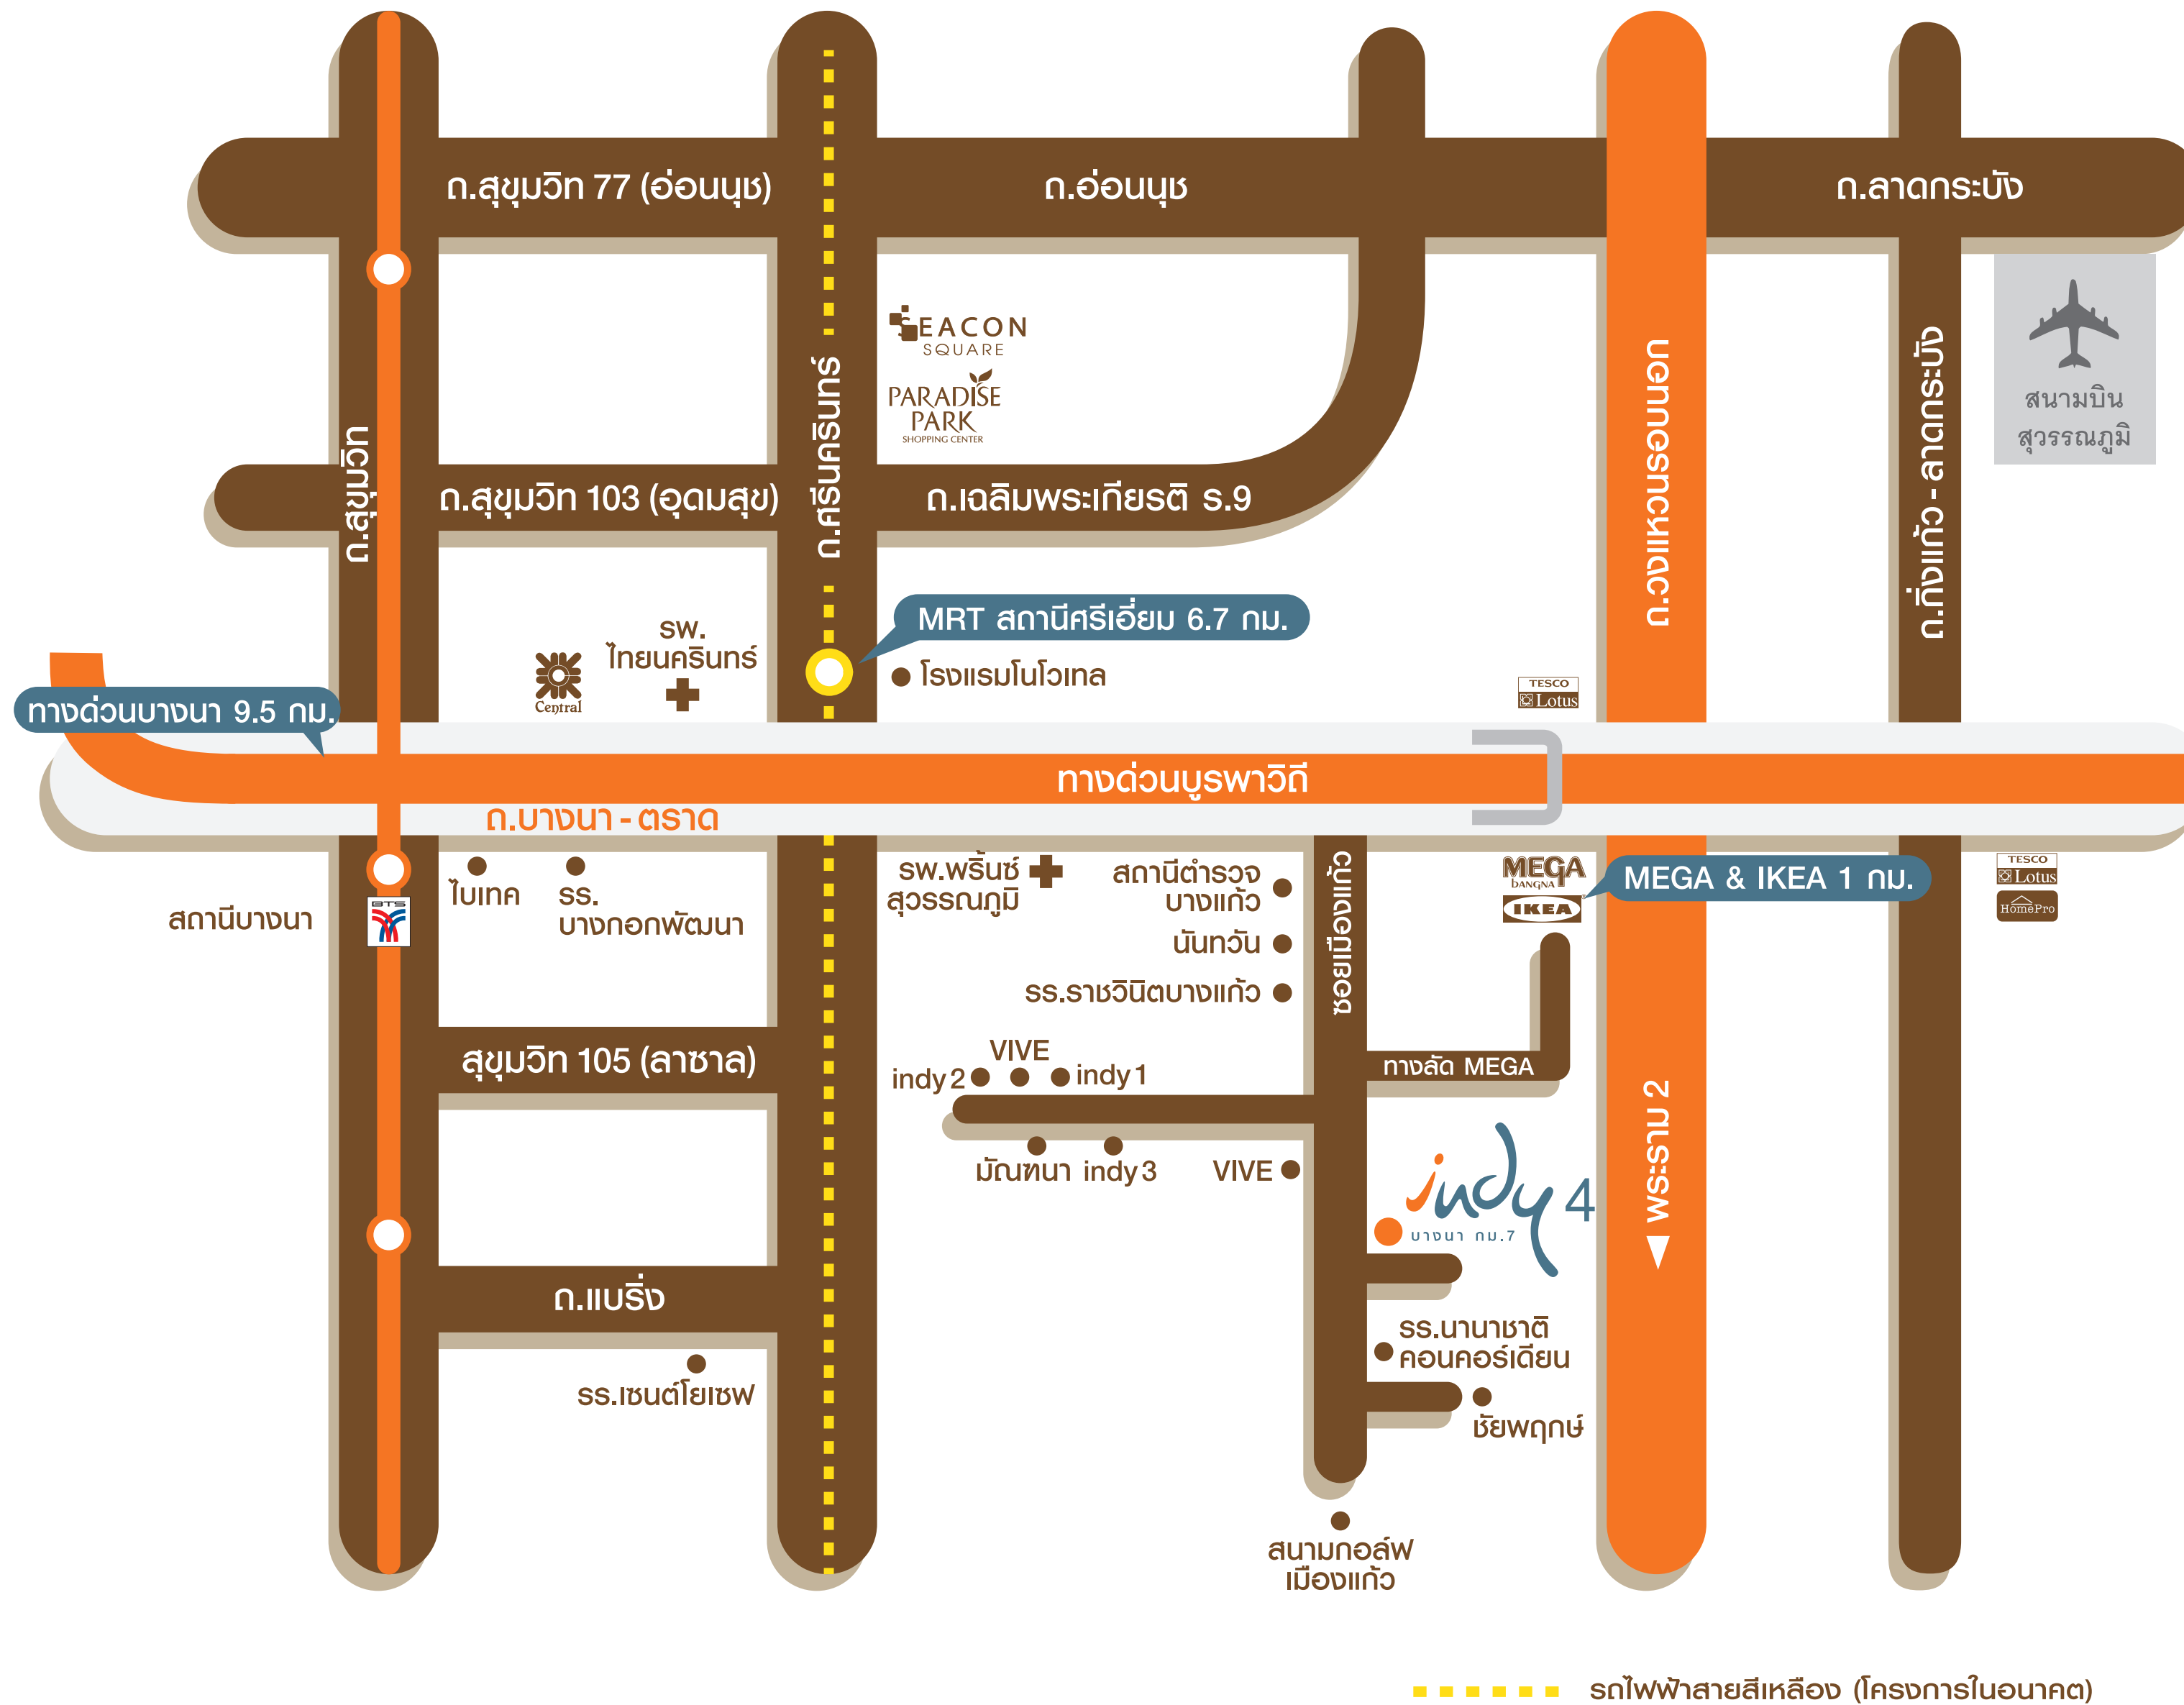 ถ.สุขุมวิท 77 (อ่อนนุช)
ถ.อ่อนนุช
ถ.ลาดกระบัง
SEACON
SQUARE
PARADISE
PARK
SHOPPING CENTER
ถ.สุขุมวิท
ถ.ศรีนครินทร์
ถ.วงแหวนรอบนอก
ถ.กิ่งแก้ว - ลาดกระบัง
สนามบิน
สุวรรณภูมิ
ถ.สุขุมวิท 103 (อุดมสุข)
ถ.เฉลิมพระเกียรติ ร.9
MRT สถานีศรีเอี่ยม 6.7 กม.
รพ.
ไทยนครินทร์
Central
โรงแรมโนโวเทล
TESCO
Lotus
ทางด่วนบางนา 9.5 กม.
ทางด่วนบูรพาวิถี
ถ.บางนา - ตราด
ไบเทค
รร.
บางกอกพัฒนา
สถานีบางนา
BTS
รพ.พริ้นซ์
สุวรรณภูมิ
สถานีตำรวจ
บางแก้ว
นันทวัน
รร.ราชวินิตบางแก้ว
ซอยเมืองแก้ว
MEGA
BANGNA
IKEA
MEGA & IKEA 1 กม.
TESCO
Lotus
HomePro
สุขุมวิท 105 (ลาซาล)
VIVE
indy 2
indy 1
ทางลัด MEGA
มัณฑนา
indy 3
VIVE
indy 4
บางนา กม.7
พระราม 2
ถ.แบริ่ง
รร.เซนต์โยเซฟ
รร.นานาชาติ
คอนคอร์เดียน
ชัยพฤกษ์
สนามกอล์ฟ
เมืองแก้ว
รถไฟฟ้าสายสีเหลือง (โครงการในอนาคต)